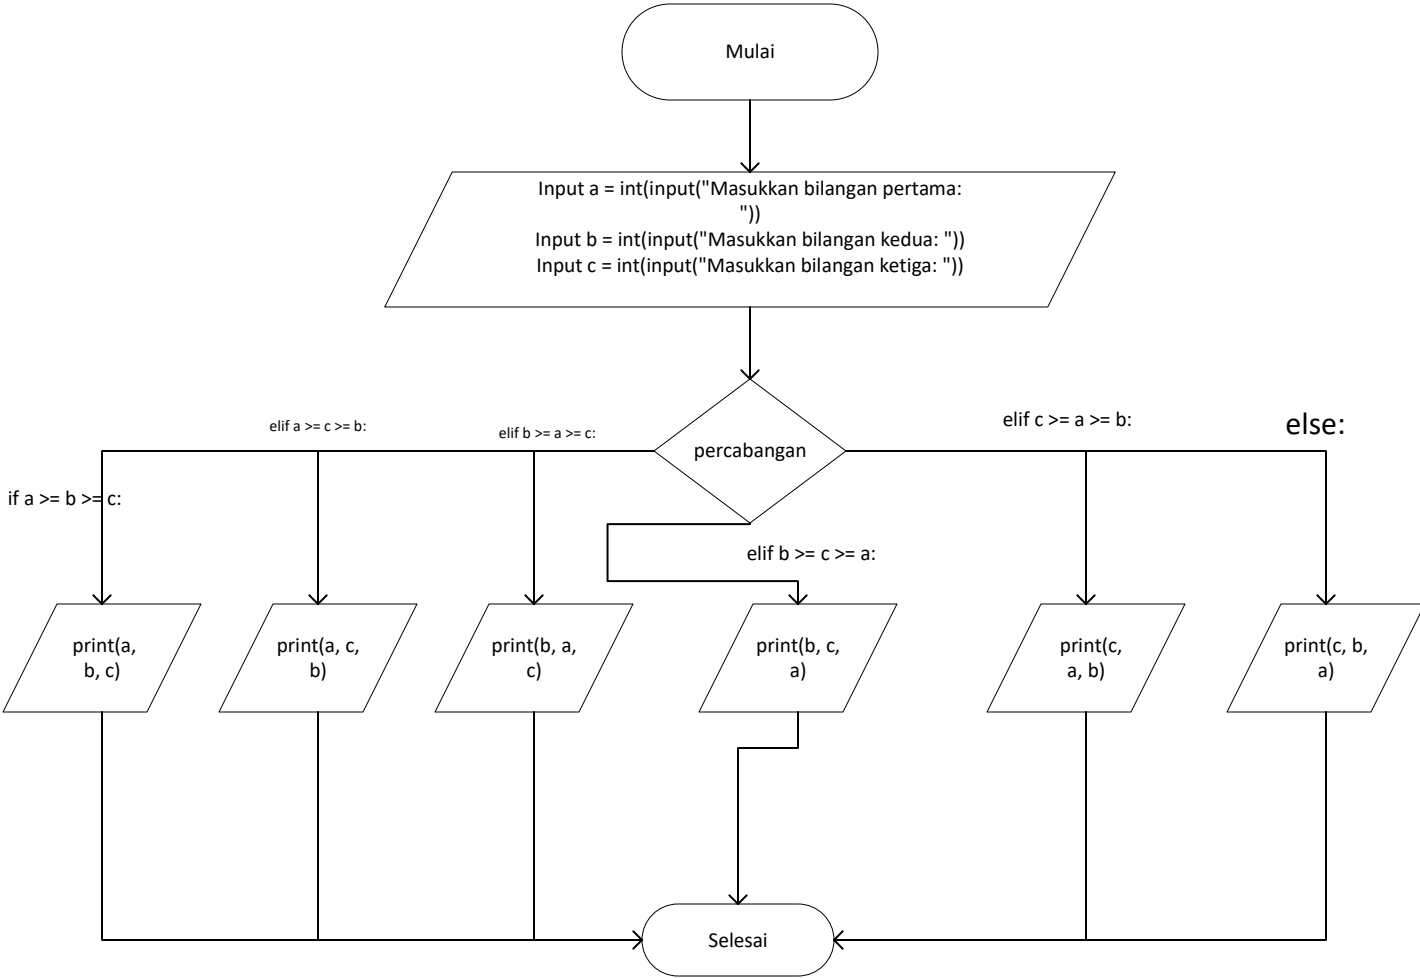 Mulai
Input a = int(input("Masukkan bilangan pertama:
"))
Input b = int(input("Masukkan bilangan kedua: "))
Input c = int(input("Masukkan bilangan ketiga: "))
percabangan
if a >= b >= c:
elif a >= c >= b:
elif b >= a >= c:
elif b >= c >= a:
elif c >= a >= b:
else:
print(a,
b, c)
print(a, c,
b)
print(b, a,
c)
print(b, c,
a)
print(c,
a, b)
print(c, b,
a)
Selesai